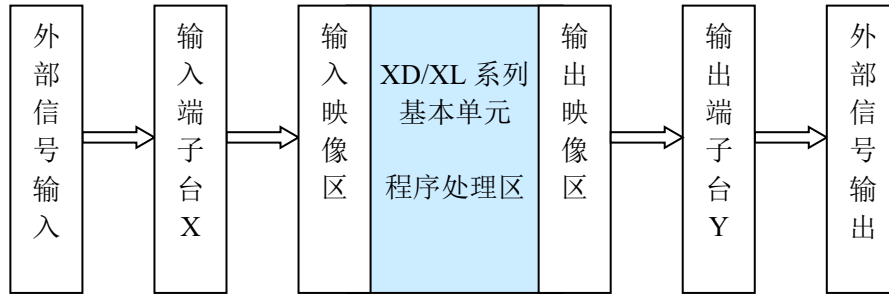 外部信号输入
输入端子台X
输入映像区
XD/XL 系列
基本单元
程序处理区
输出映像区
输出端子台Y
外部信号输出